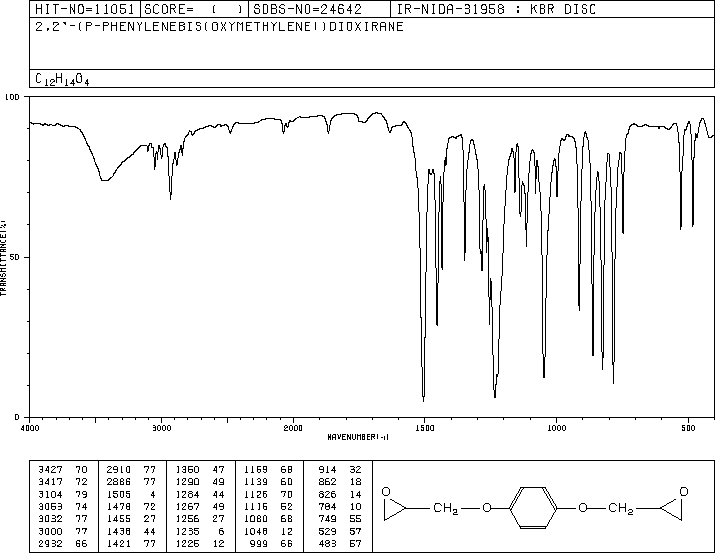 HIT-NO=11051 SCORE= ( ) SDBS-NO=24642 IR-NIDA-31958 : KBR DISC
2,2'-(P-PHENYLENEBIS(OXYMETHYLENE))DIOXIRANE
C12H14O4
100
50
0
TRANSMITTANCE(%)
4000 3000 2000 1500 1000 500
WAVENUMBER(-1)
3427 70 2910 77 1350 47 1159 68 914 32
3417 72 2886 77 1290 49 1139 60 862 18
3104 79 1505 4 1284 44 1126 70 826 14
3059 74 1478 72 1267 49 1116 52 784 10
3032 77 1455 27 1256 27 1080 68 749 55
3000 77 1438 44 1235 6 1048 12 529 57
2932 66 1421 77 1226 12 999 66 483 57
O CH2 O O CH2 O